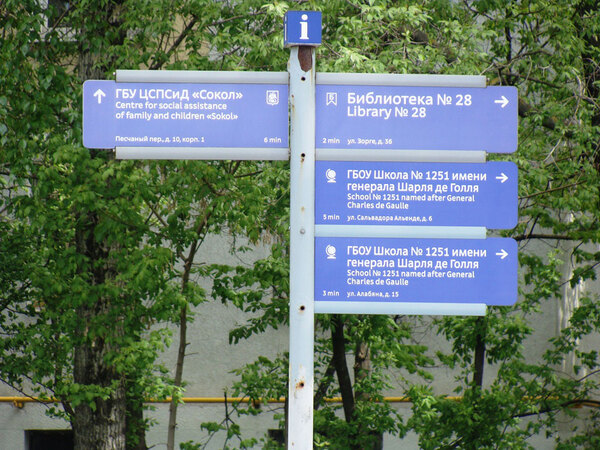 i
ГБУ ЦСПСиД «Сокол»
Centre for social assistance
of family and children «Sokol»
Песчаный пер., д. 10, корп. 1
6 min
Библиотека № 28
Library № 28
2 min ул. Зорге, д. 36
ГБОУ Школа № 1251 имени
генерала Шарля де Голля
School № 1251 named after General
Charles de Gaulle
5 min ул. Сальвадора Альенде, д. 6
ГБОУ Школа № 1251 имени
генерала Шарля де Голля
School № 1251 named after General
Charles de Gaulle
3 min ул. Алабяна, д. 15